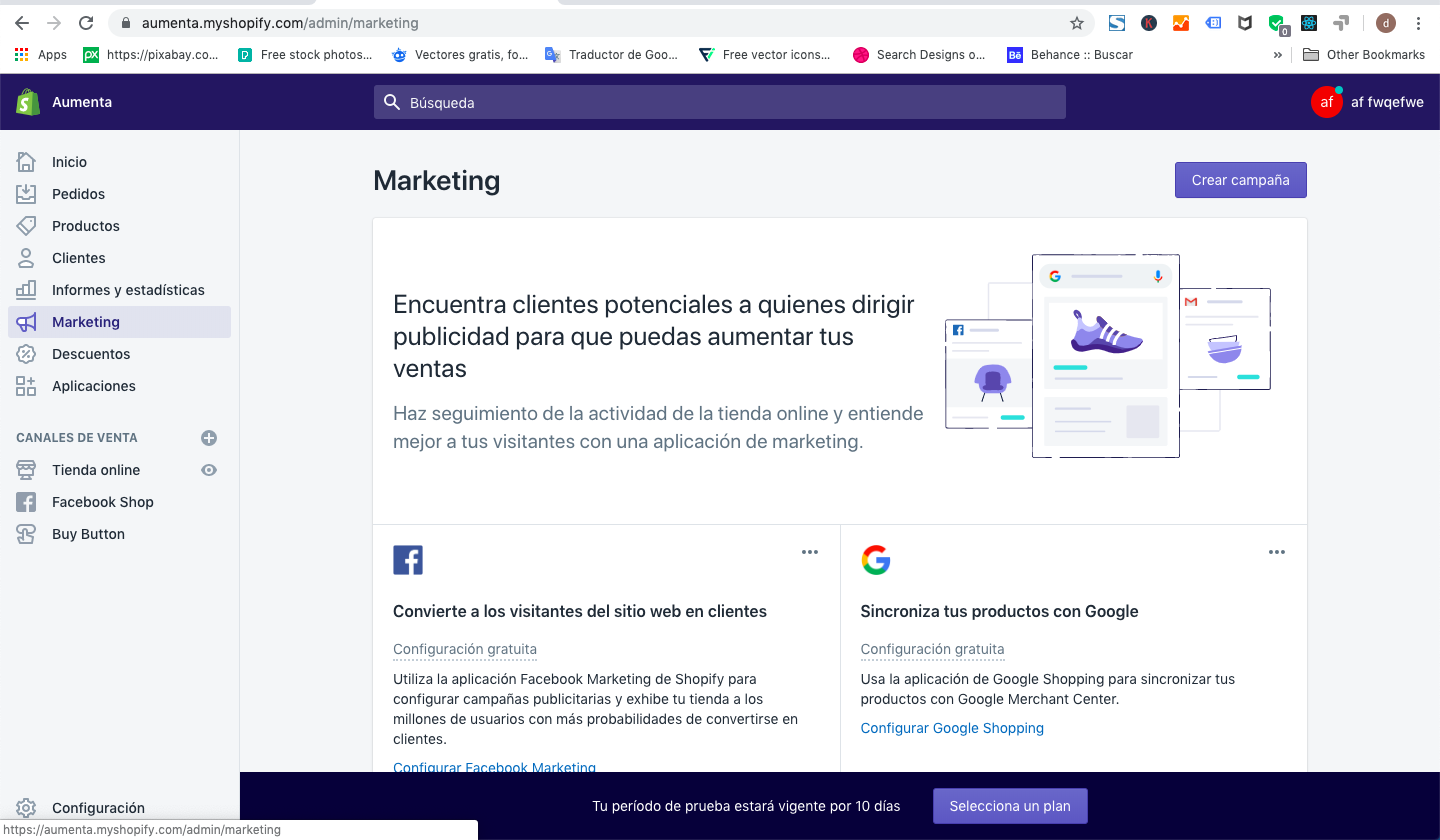 aumenta.myshopify.com/admin/marketing
0
d
Apps
px
https://pixabay.co...
Free stock photos...
Vectores gratis, fo...
Traductor de Goo...
Free vector icons...
Search Designs o...
Bē
Behance :: Buscar
»
Other Bookmarks
Aumenta
Búsqueda
af
af fwqefwe
Inicio
Pedidos
Productos
Clientes
Informes y estadísticas
Marketing
Descuentos
Aplicaciones
CANALES DE VENTA
Tienda online
Facebook Shop
Buy Button
Configuración
Marketing
Crear campaña
Encuentra clientes potenciales a quienes dirigir
publicidad para que puedas aumentar tus
ventas
Haz seguimiento de la actividad de la tienda online y entiende
mejor a tus visitantes con una aplicación de marketing.
Convierte a los visitantes del sitio web en clientes
Configuración gratuita
Utiliza la aplicación Facebook Marketing de Shopify para
configurar campañas publicitarias y exhibe tu tienda a los
millones de usuarios con más probabilidades de convertirse en
clientes.
Configurar Facebook Marketing
Sincroniza tus productos con Google
Configuración gratuita
Usa la aplicación de Google Shopping para sincronizar tus
productos con Google Merchant Center.
Configurar Google Shopping
Tu período de prueba estará vigente por 10 días
Selecciona un plan
https://aumenta.myshopify.com/admin/marketing